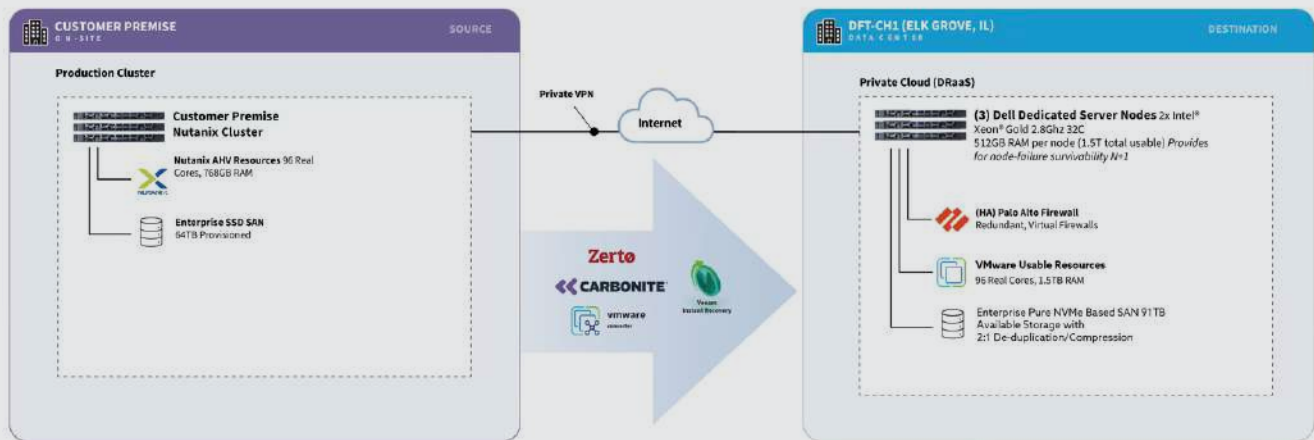 CUSTOMER PREMISE
ON-SITE
SOURCE
Production Cluster
Customer Premise
Nutanix Cluster
Nutanix AHV Resources 96 Real
Cores, 768GB RAM
Enterprise SSD SAN
64TB Provisioned
Private VPN
Internet
Zerto
CARBONITE
vmware
converter
Veeam
Instant Recovery
DFT-CH1 (ELK GROVE, IL)
DATA CENTER
DESTINATION
Private Cloud (DRaaS)
(3) Dell Dedicated Server Nodes 2x Intel®
Xeon® Gold 2.8Ghz 32C
512GB RAM per node (1.5T total usable) Provides
for node-failure survivability N+1
(HA) Palo Alto Firewall
Redundant, Virtual Firewalls
VMware Usable Resources
96 Real Cores, 1.5TB RAM
Enterprise Pure NVMe Based SAN 91TB
Available Storage with
2:1 De-duplication/Compression